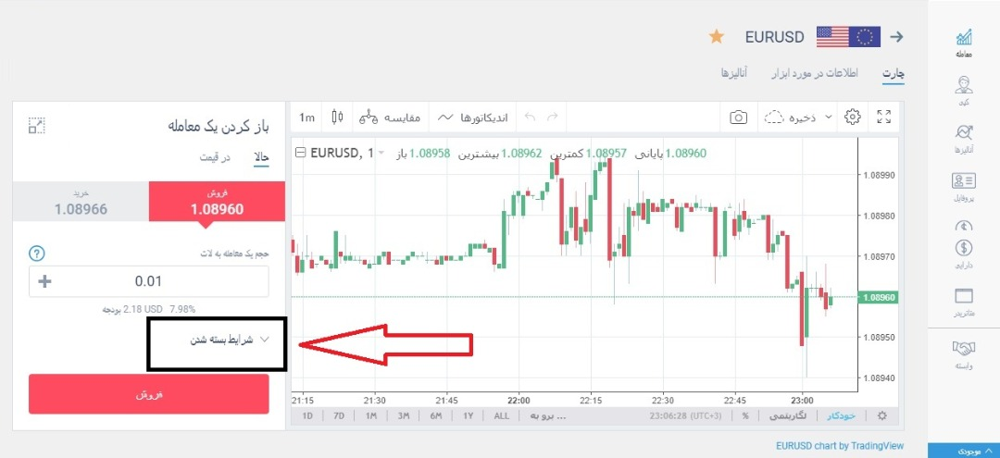 EURUSD
چارت
اطلاعات در مورد ابزار
آنالیزها
معامله
کپی
آنالیزها
پروفایل
دارایی
متاتریدر
وابسته
موجودی
باز کردن یک معامله
حالا
در قیمت
فروش
1.08960
خرید
1.08966
حجم یک معامله به لات
?
+ 0.01
بودجه 2.18 USD 7.98%
شرایط بسته شدن
فروش
1m
مقایسه
اندیکاتورها
ذخیره
EURUSD, 1
باز 1.08958 بیشترین 1.08962 کمترین 1.08957 پایانی 1.08960
1.08990
1.08980
1.08970
1.08960
1.08950
1.08940
21:15 21:30 21:45 22:00 22:15 22:30 22:45 23:00
1D 7D 1M 3M 6M 1Y ALL
برو به ...
23:06:28 (UTC+3)
%
لگاریتمی
خودکار
EURUSD chart by TradingView